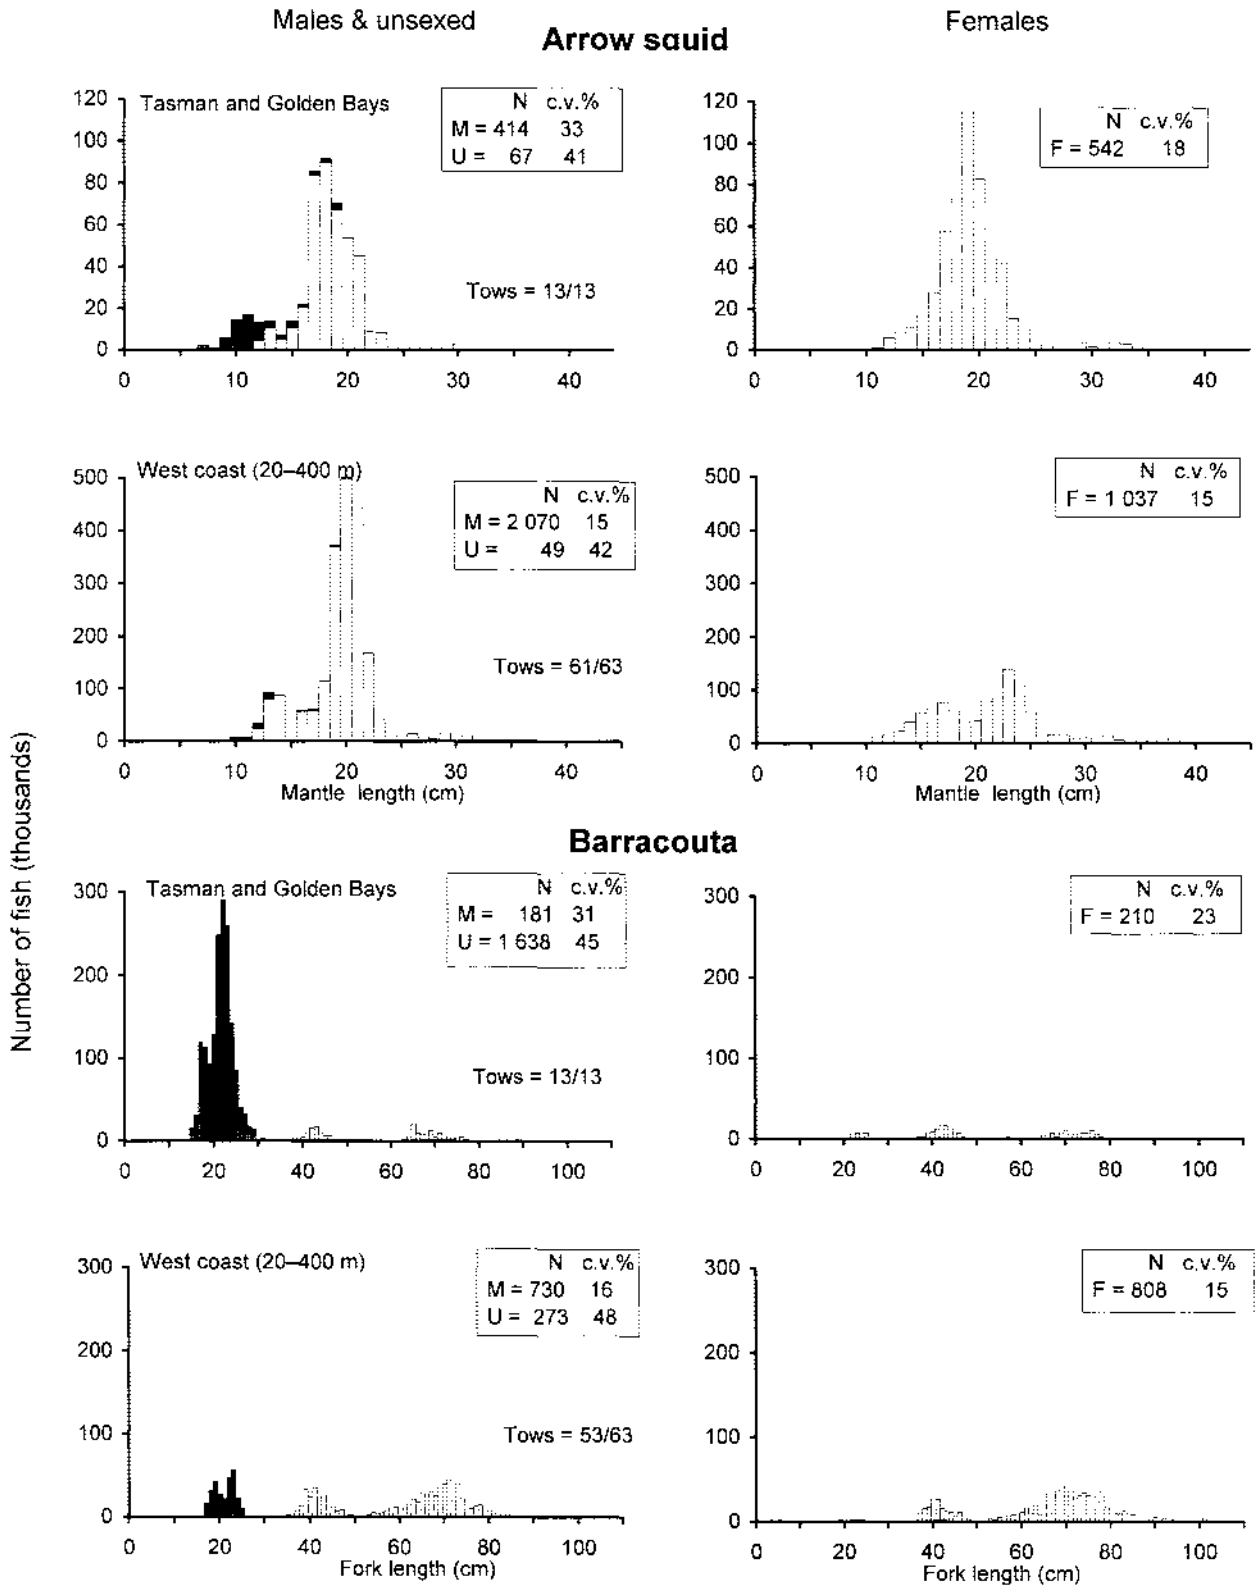 Males & unsexed
Females
Arrow squid
Tasman and Golden Bays
N c.v.%
M = 414 33
U = 67 41
Tows = 13/13
120
100
80
60
40
20
0
0 10 20 30 40
N c.v.%
F = 542 18
120
100
80
60
40
20
0
0 10 20 30 40
West coast (20–400 m)
N c.v.%
M = 2 070 15
U = 49 42
Tows = 61/63
500
400
300
200
100
0
0 10 20 30 40
Mantle length (cm)
N c.v.%
F = 1 037 15
500
400
300
200
100
0
0 10 20 30 40
Mantle length (cm)
Number of fish (thousands)
Barracouta
Tasman and Golden Bays
N c.v.%
M = 181 31
U = 1 638 45
Tows = 13/13
300
200
100
0
0 20 40 60 80 100
N c.v.%
F = 210 23
300
200
100
0
0 20 40 60 80 100
West coast (20–400 m)
N c.v.%
M = 730 16
U = 273 48
Tows = 53/63
300
200
100
0
0 20 40 60 80 100
Fork length (cm)
N c.v.%
F = 808 15
300
200
100
0
0 20 40 60 80 100
Fork length (cm)